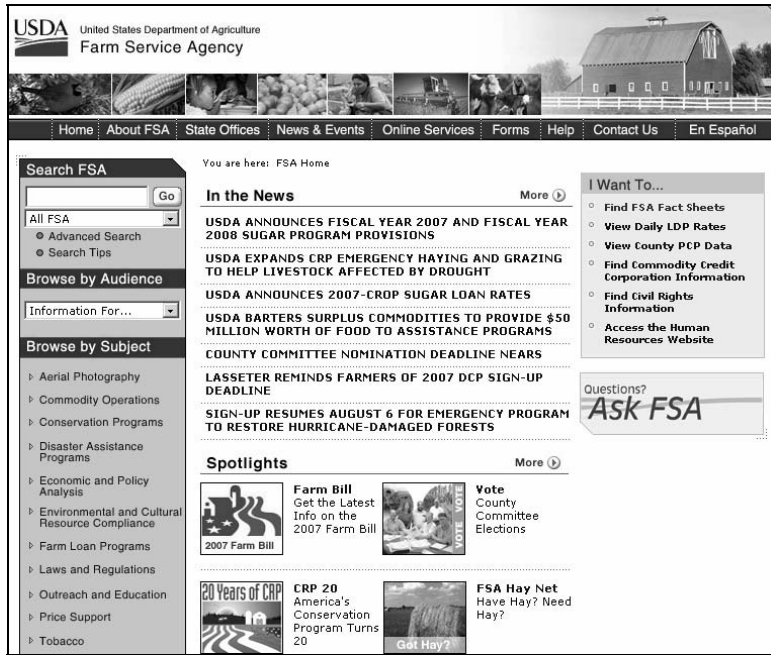 USDA
United States Department of Agriculture
Farm Service Agency
Home About FSA State Offices News & Events Online Services Forms Help Contact Us En Español
Search FSA
Go
All FSA
Advanced Search
Search Tips
Browse by Audience
Information For...
Browse by Subject
Aerial Photography
Commodity Operations
Conservation Programs
Disaster Assistance
Programs
Economic and Policy
Analysis
Environmental and Cultural
Resource Compliance
Farm Loan Programs
Laws and Regulations
Outreach and Education
Price Support
Tobacco
You are here: FSA Home
In the News More
USDA ANNOUNCES FISCAL YEAR 2007 AND FISCAL YEAR
2008 SUGAR PROGRAM PROVISIONS
USDA EXPANDS CRP EMERGENCY HAYING AND GRAZING
TO HELP LIVESTOCK AFFECTED BY DROUGHT
USDA ANNOUNCES 2007-CROP SUGAR LOAN RATES
USDA BARTERS SURPLUS COMMODITIES TO PROVIDE $50
MILLION WORTH OF FOOD TO ASSISTANCE PROGRAMS
COUNTY COMMITTEE NOMINATION DEADLINE NEARS
LASSETER REMINDS FARMERS OF 2007 DCP SIGN-UP
DEADLINE
SIGN-UP RESUMES AUGUST 6 FOR EMERGENCY PROGRAM
TO RESTORE HURRICANE-DAMAGED FORESTS
Spotlights More
2007 Farm Bill
Farm Bill
Get the Latest
Info on the
2007 Farm Bill
VOTE VOTE
Vote
County
Committee
Elections
20 Years of CRP
CRP 20
America's
Conservation
Program Turns
20
Got Hay?
FSA Hay Net
Have Hay? Need
Hay?
I Want To...
Find FSA Fact Sheets
View Daily LDP Rates
View County PCP Data
Find Commodity Credit
Corporation Information
Find Civil Rights
Information
Access the Human
Resources Website
Questions?
Ask FSA